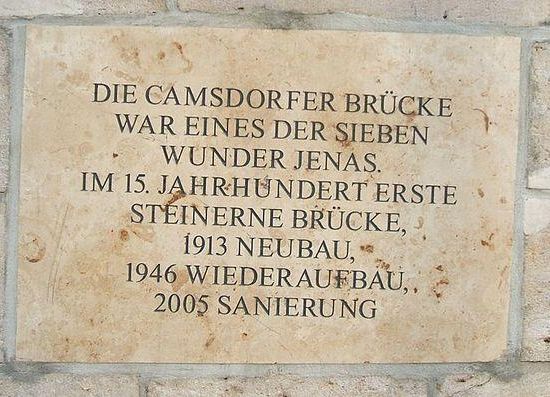 DIE CAMSDORFER BRÜCKE
WAR EINES DER SIEBEN
WUNDER JENAS.
IM 15. JAHRHUNDERT ERSTE
STEINERNE BRÜCKE,
1913 NEUBAU,
1946 WIEDERAUFBAU,
2005 SANIERUNG